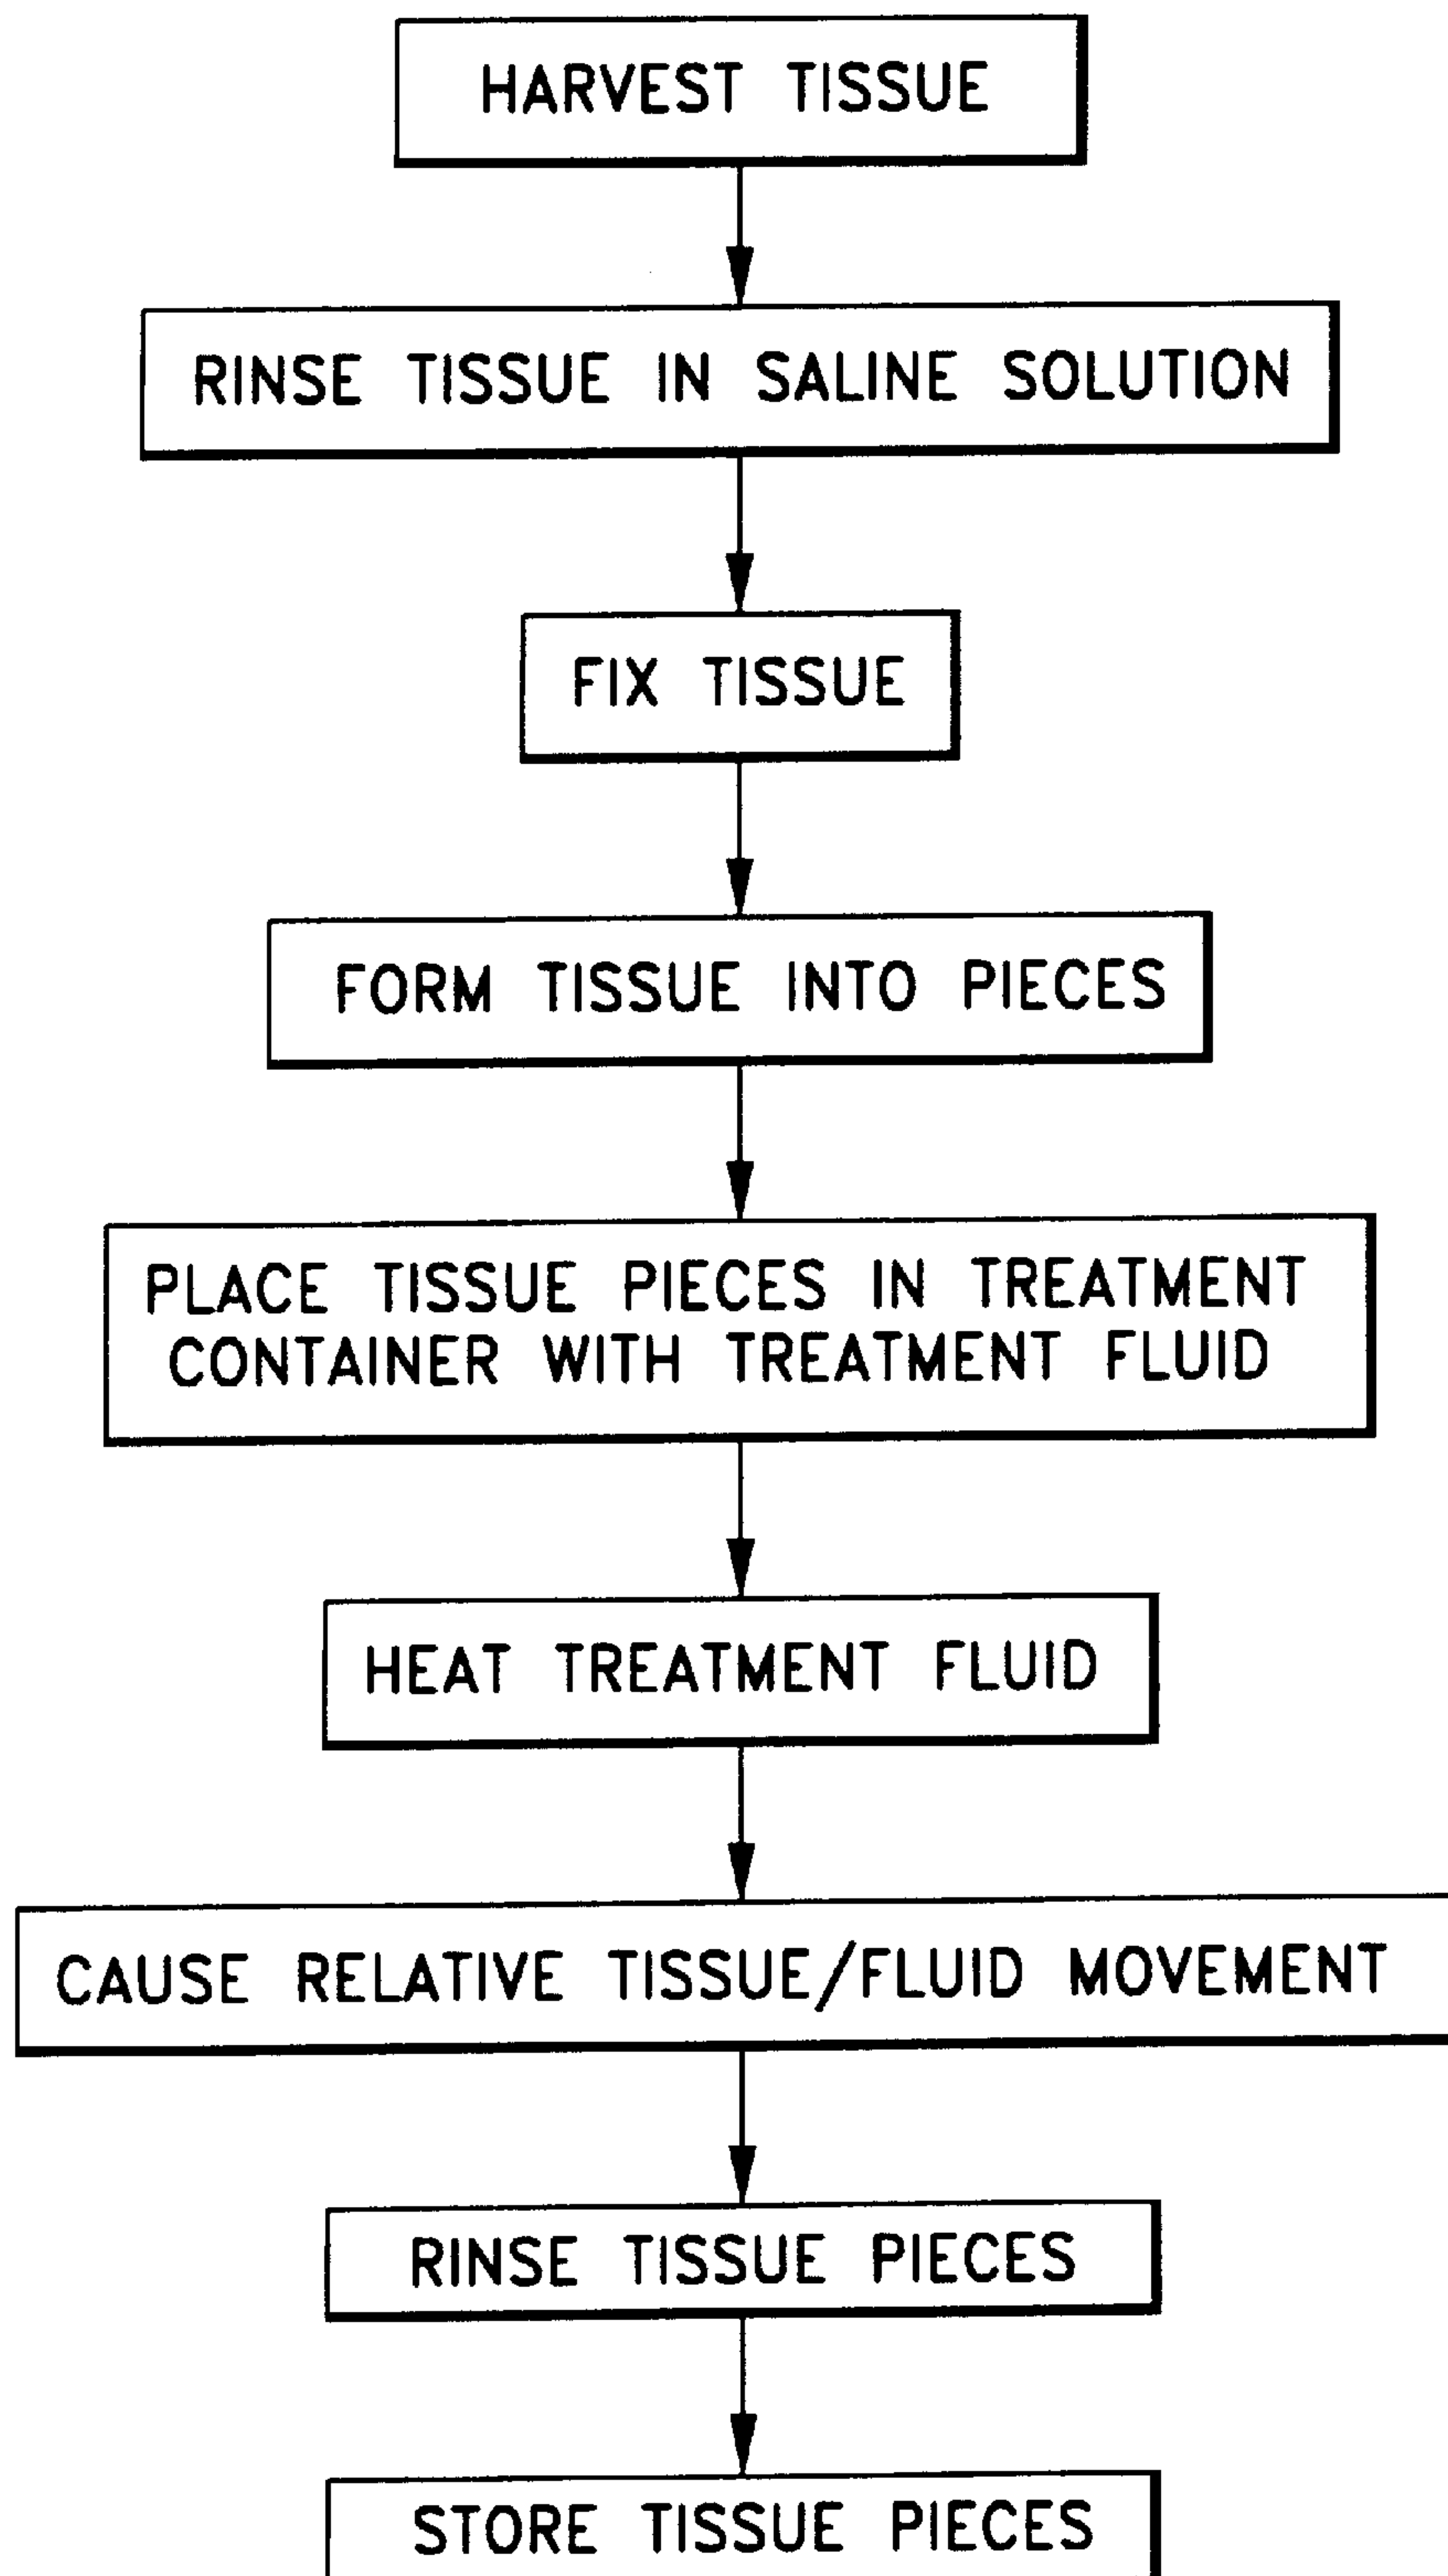 HARVEST TISSUE
RINSE TISSUE IN SALINE SOLUTION
FIX TISSUE
FORM TISSUE INTO PIECES
PLACE TISSUE PIECES IN TREATMENT
CONTAINER WITH TREATMENT FLUID
HEAT TREATMENT FLUID
CAUSE RELATIVE TISSUE/FLUID MOVEMENT
RINSE TISSUE PIECES
STORE TISSUE PIECES